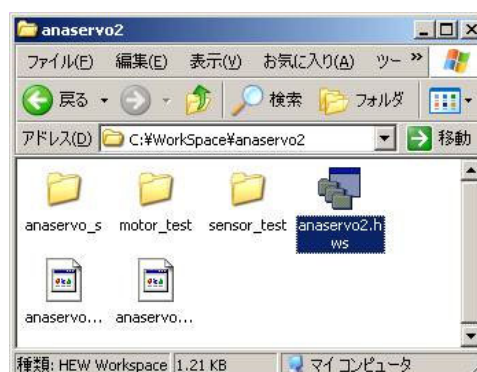 anaservo2
ファイル(F) 編集(E) 表示(V) お気に入り(A) ツー »
戻る 検索 フォルダ
アドレス(D) C:¥WorkSpace¥anaservo2 移動
anaservo_s motor_test sensor_test anaservo2.h
ws
anaservo... anaservo...
種類: HEW Workspace 1.21 KB マイ コンピュータ